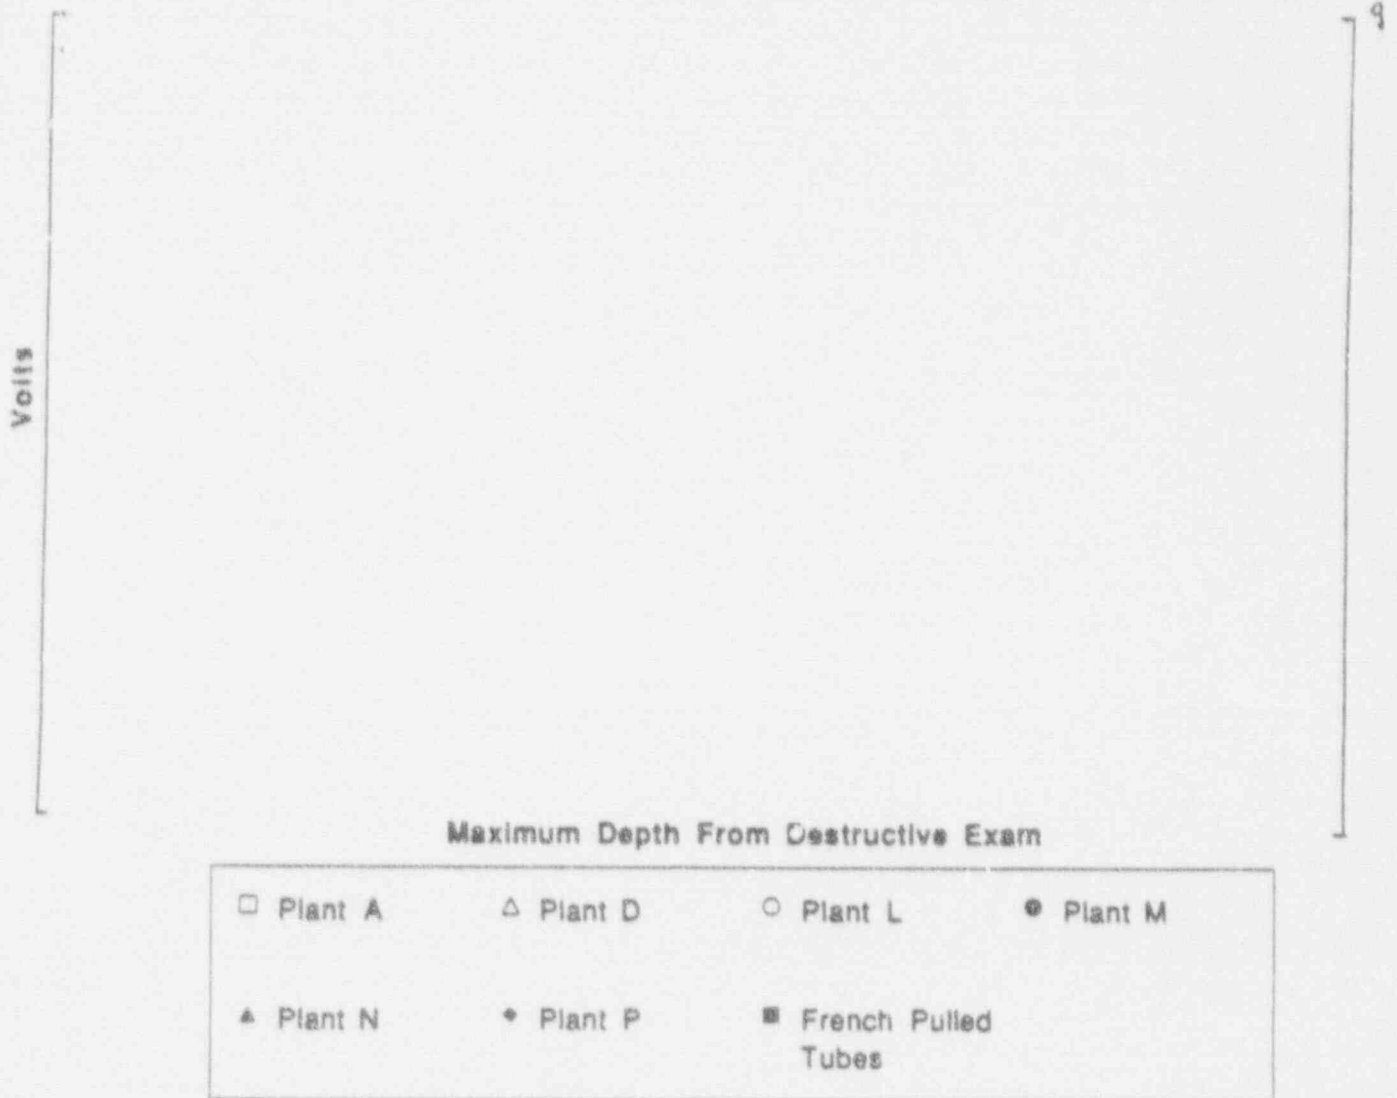 Volts
Maximum Depth From Destructive Exam
Plant A
Plant D
Plant L
Plant M
Plant N
Plant P
French Pulled
Tubes